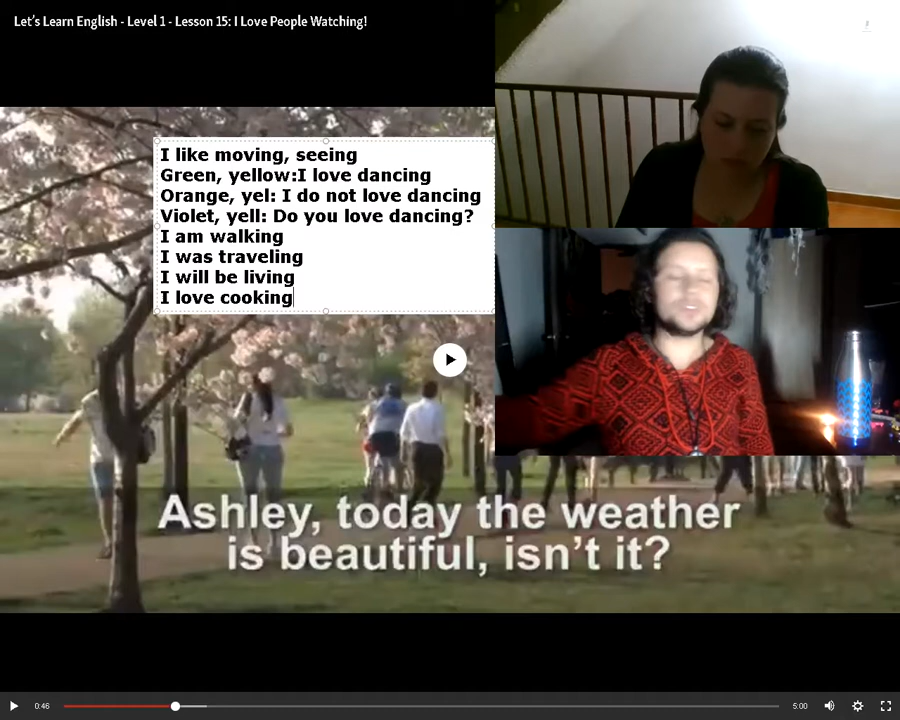 Let's Learn English - Level 1 - Lesson 15: I Love People Watching!
I like moving, seeing
Green, yellow:I love dancing
Orange, yel: I do not love dancing
Violet, yell: Do you love dancing?
I am walking
I was traveling
I will be living
I love cooking
Ashley, today the weather
is beautiful, isn't it?
0:46
5:00